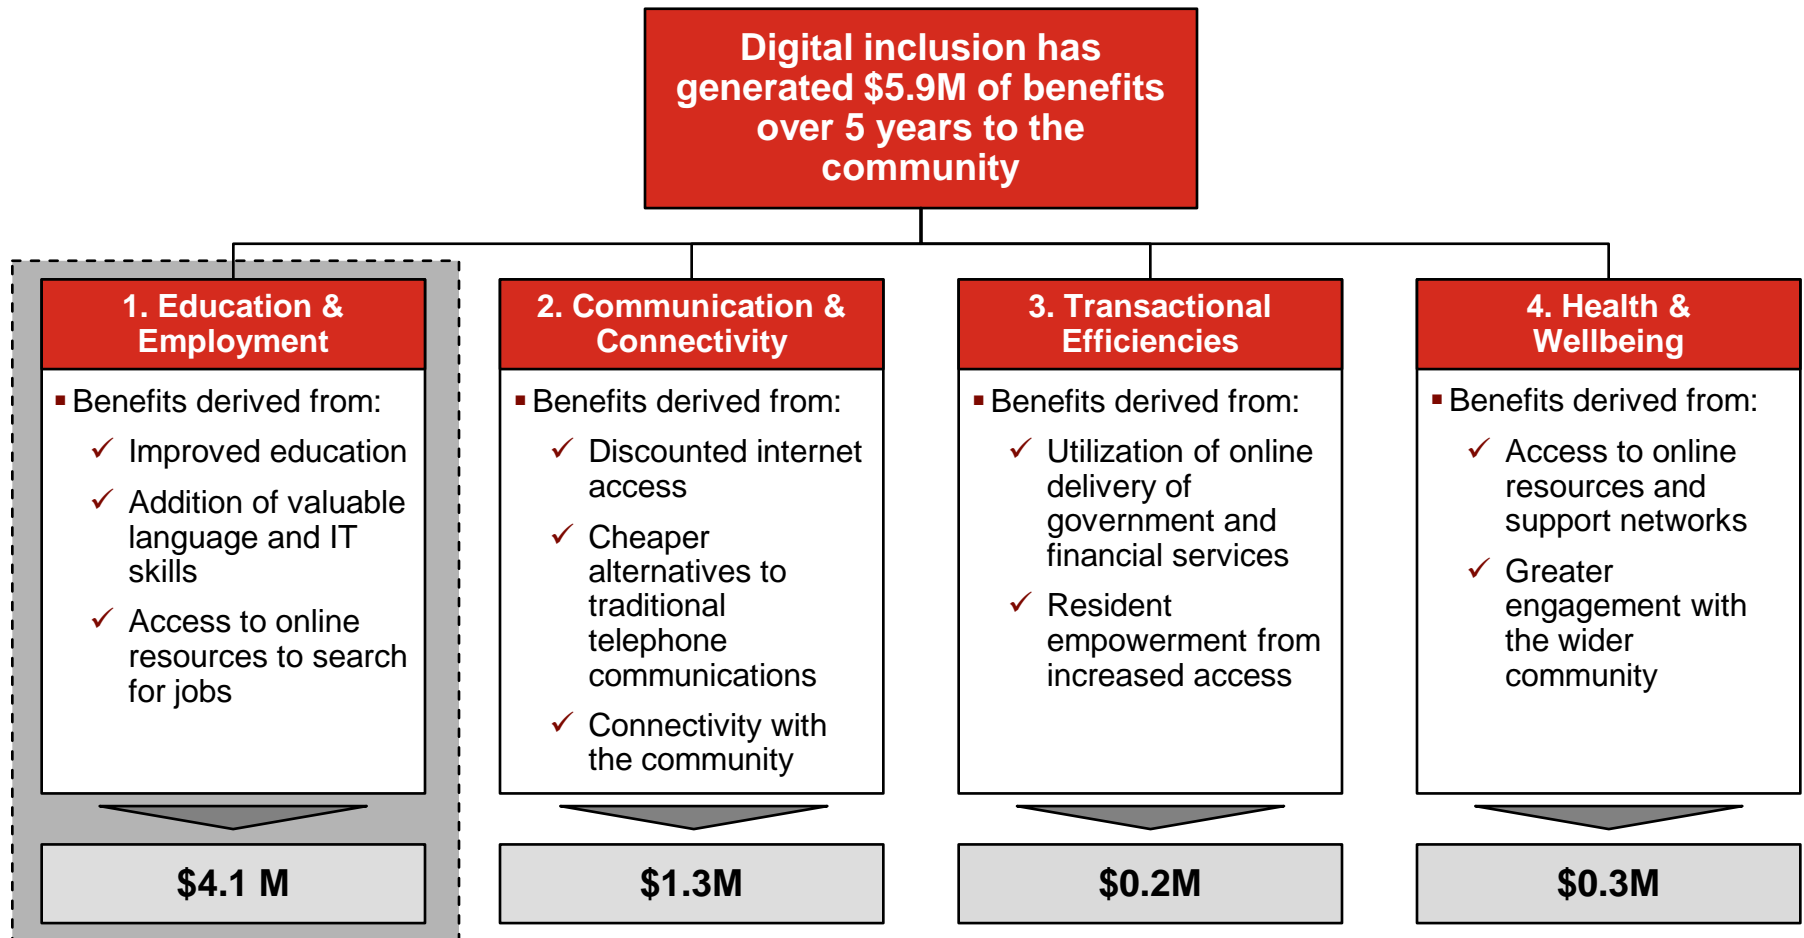 Digital inclusion has
generated $5.9M of benefits
over 5 years to the
community
1. Education &
Employment
▪ Benefits derived from:
✓ Improved education
✓ Addition of valuable
language and IT
skills
✓ Access to online
resources to search
for jobs
$4.1 M
2. Communication &
Connectivity
▪ Benefits derived from:
✓ Discounted internet
access
✓ Cheaper
alternatives to
traditional
telephone
communications
✓ Connectivity with
the community
$1.3M
3. Transactional
Efficiencies
▪ Benefits derived from:
✓ Utilization of online
delivery of
government and
financial services
✓ Resident
empowerment from
increased access
$0.2M
4. Health &
Wellbeing
▪ Benefits derived from:
✓ Access to online
resources and
support networks
✓ Greater
engagement with
the wider
community
$0.3M